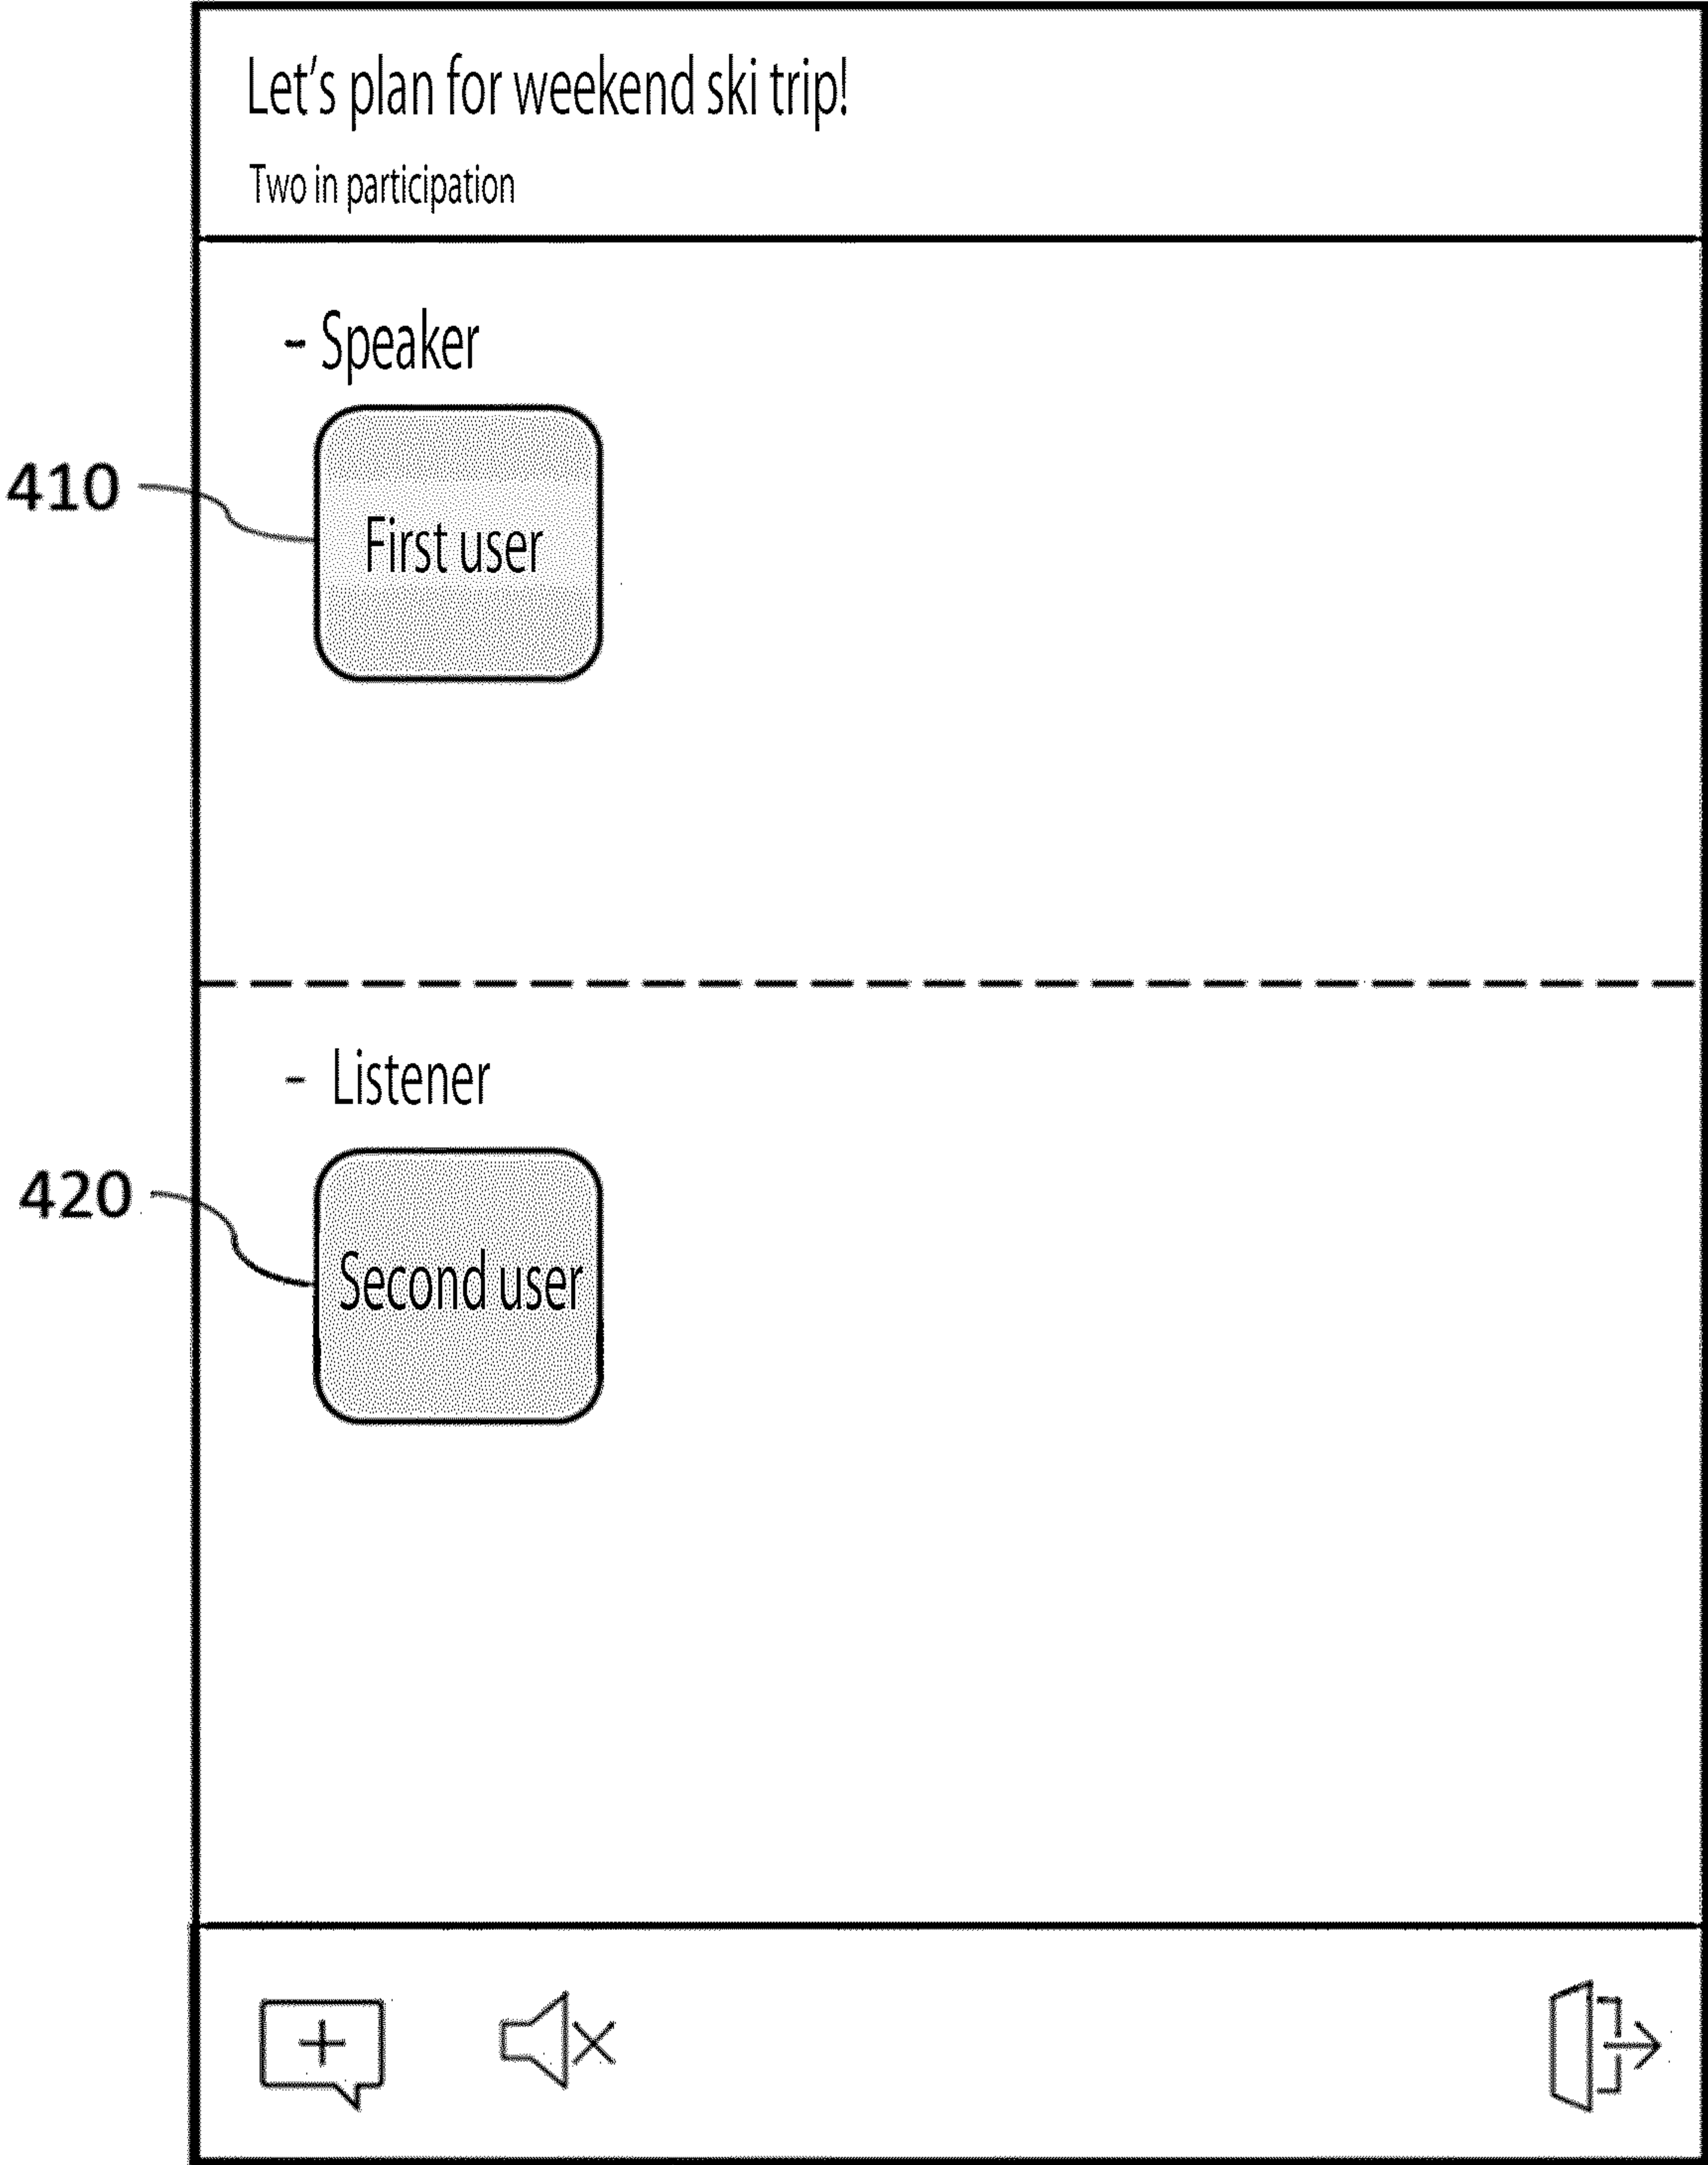 Let's plan for weekend ski trip!
Two in participation
- Speaker
410
First user
- Listener
420
Second user